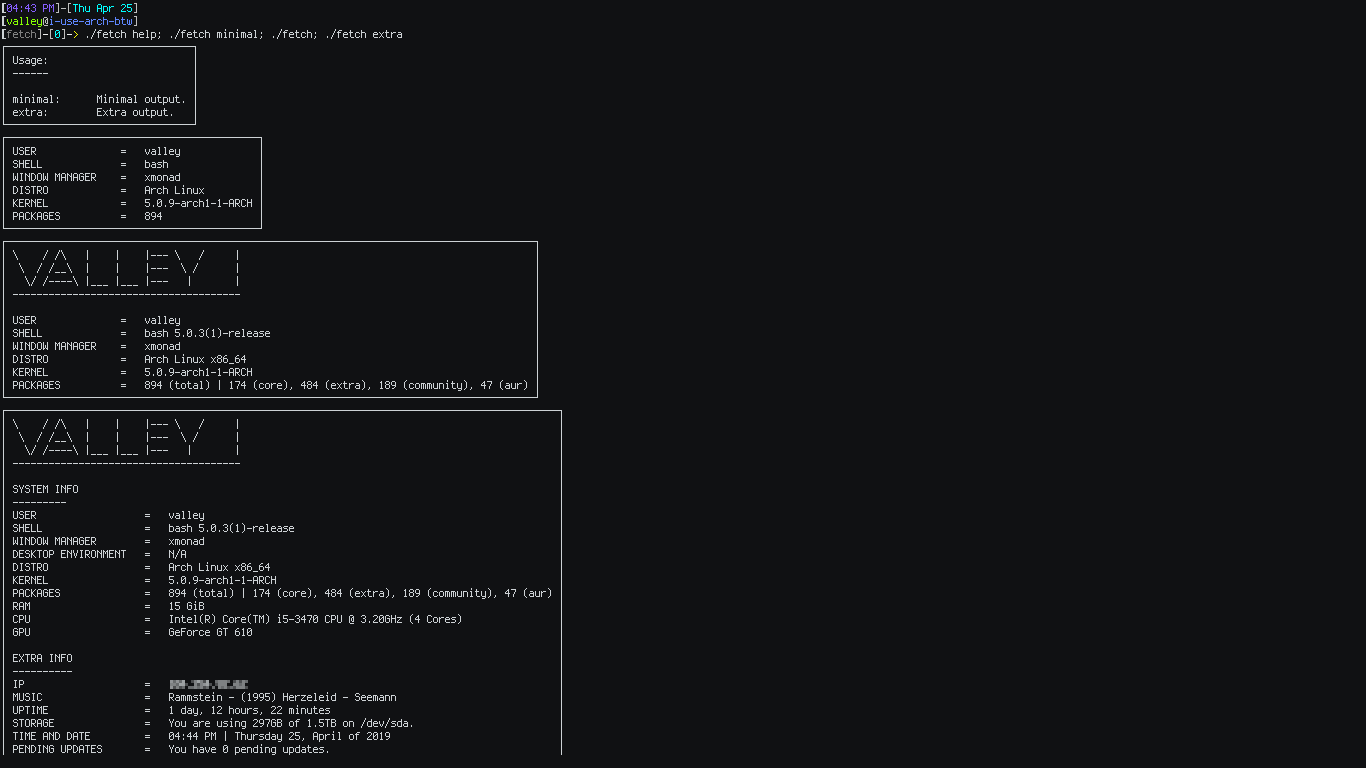 [04:43 PM]-[Thu Apr 25]
[valley@i-use-arch-btw]
[fetch]-[0]-> ./fetch help; ./fetch minimal; ./fetch; ./fetch extra
Usage:
------
minimal:      Minimal output.
extra:        Extra output.
USER              =   valley
SHELL             =   bash
WINDOW MANAGER    =   xmonad
DISTRO            =   Arch Linux
KERNEL            =   5.0.9-arch1-1-ARCH
PACKAGES          =   894
\    / /\   |    |    |--- \   /     |
 \  / /__\  |    |    |---  \ /      |
  \/ /----\ |___ |___ |---   |       |
--------------------------------------
USER              =   valley
SHELL             =   bash 5.0.3(1)-release
WINDOW MANAGER    =   xmonad
DISTRO            =   Arch Linux x86_64
KERNEL            =   5.0.9-arch1-1-ARCH
PACKAGES          =   894 (total) | 174 (core), 484 (extra), 189 (community), 47 (aur)
\    / /\   |    |    |--- \   /     |
 \  / /__\  |    |    |---  \ /      |
  \/ /----\ |___ |___ |---   |       |
--------------------------------------
SYSTEM INFO
---------
USER                  =   valley
SHELL                 =   bash 5.0.3(1)-release
WINDOW MANAGER        =   xmonad
DESKTOP ENVIRONMENT   =   N/A
DISTRO                =   Arch Linux x86_64
KERNEL                =   5.0.9-arch1-1-ARCH
PACKAGES              =   894 (total) | 174 (core), 484 (extra), 189 (community), 47 (aur)
RAM                   =   15 GiB
CPU                   =   Intel(R) Core(TM) i5-3470 CPU @ 3.20GHz (4 Cores)
GPU                   =   GeForce GT 610
EXTRA INFO
----------
IP                    =
MUSIC                 =   Rammstein - (1995) Herzeleid - Seemann
UPTIME                =   1 day, 12 hours, 22 minutes
STORAGE               =   You are using 297GB of 1.5TB on /dev/sda.
TIME AND DATE         =   04:44 PM | Thursday 25, April of 2019
PENDING UPDATES       =   You have 0 pending updates.